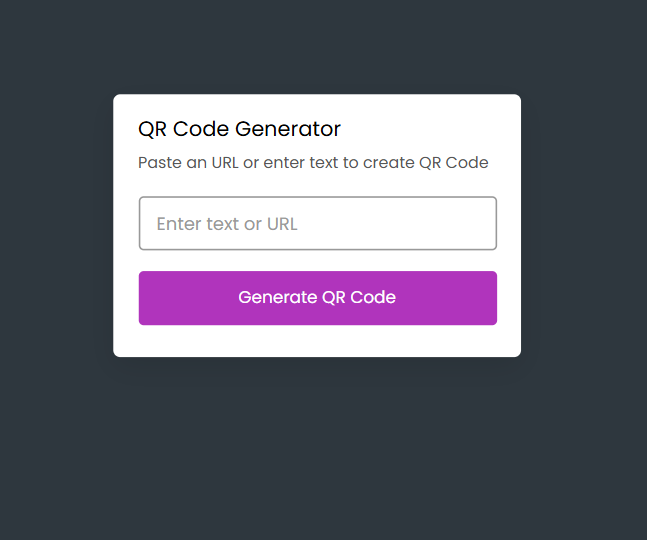 QR Code Generator
Paste an URL or enter text to create QR Code
Enter text or URL
Generate QR Code